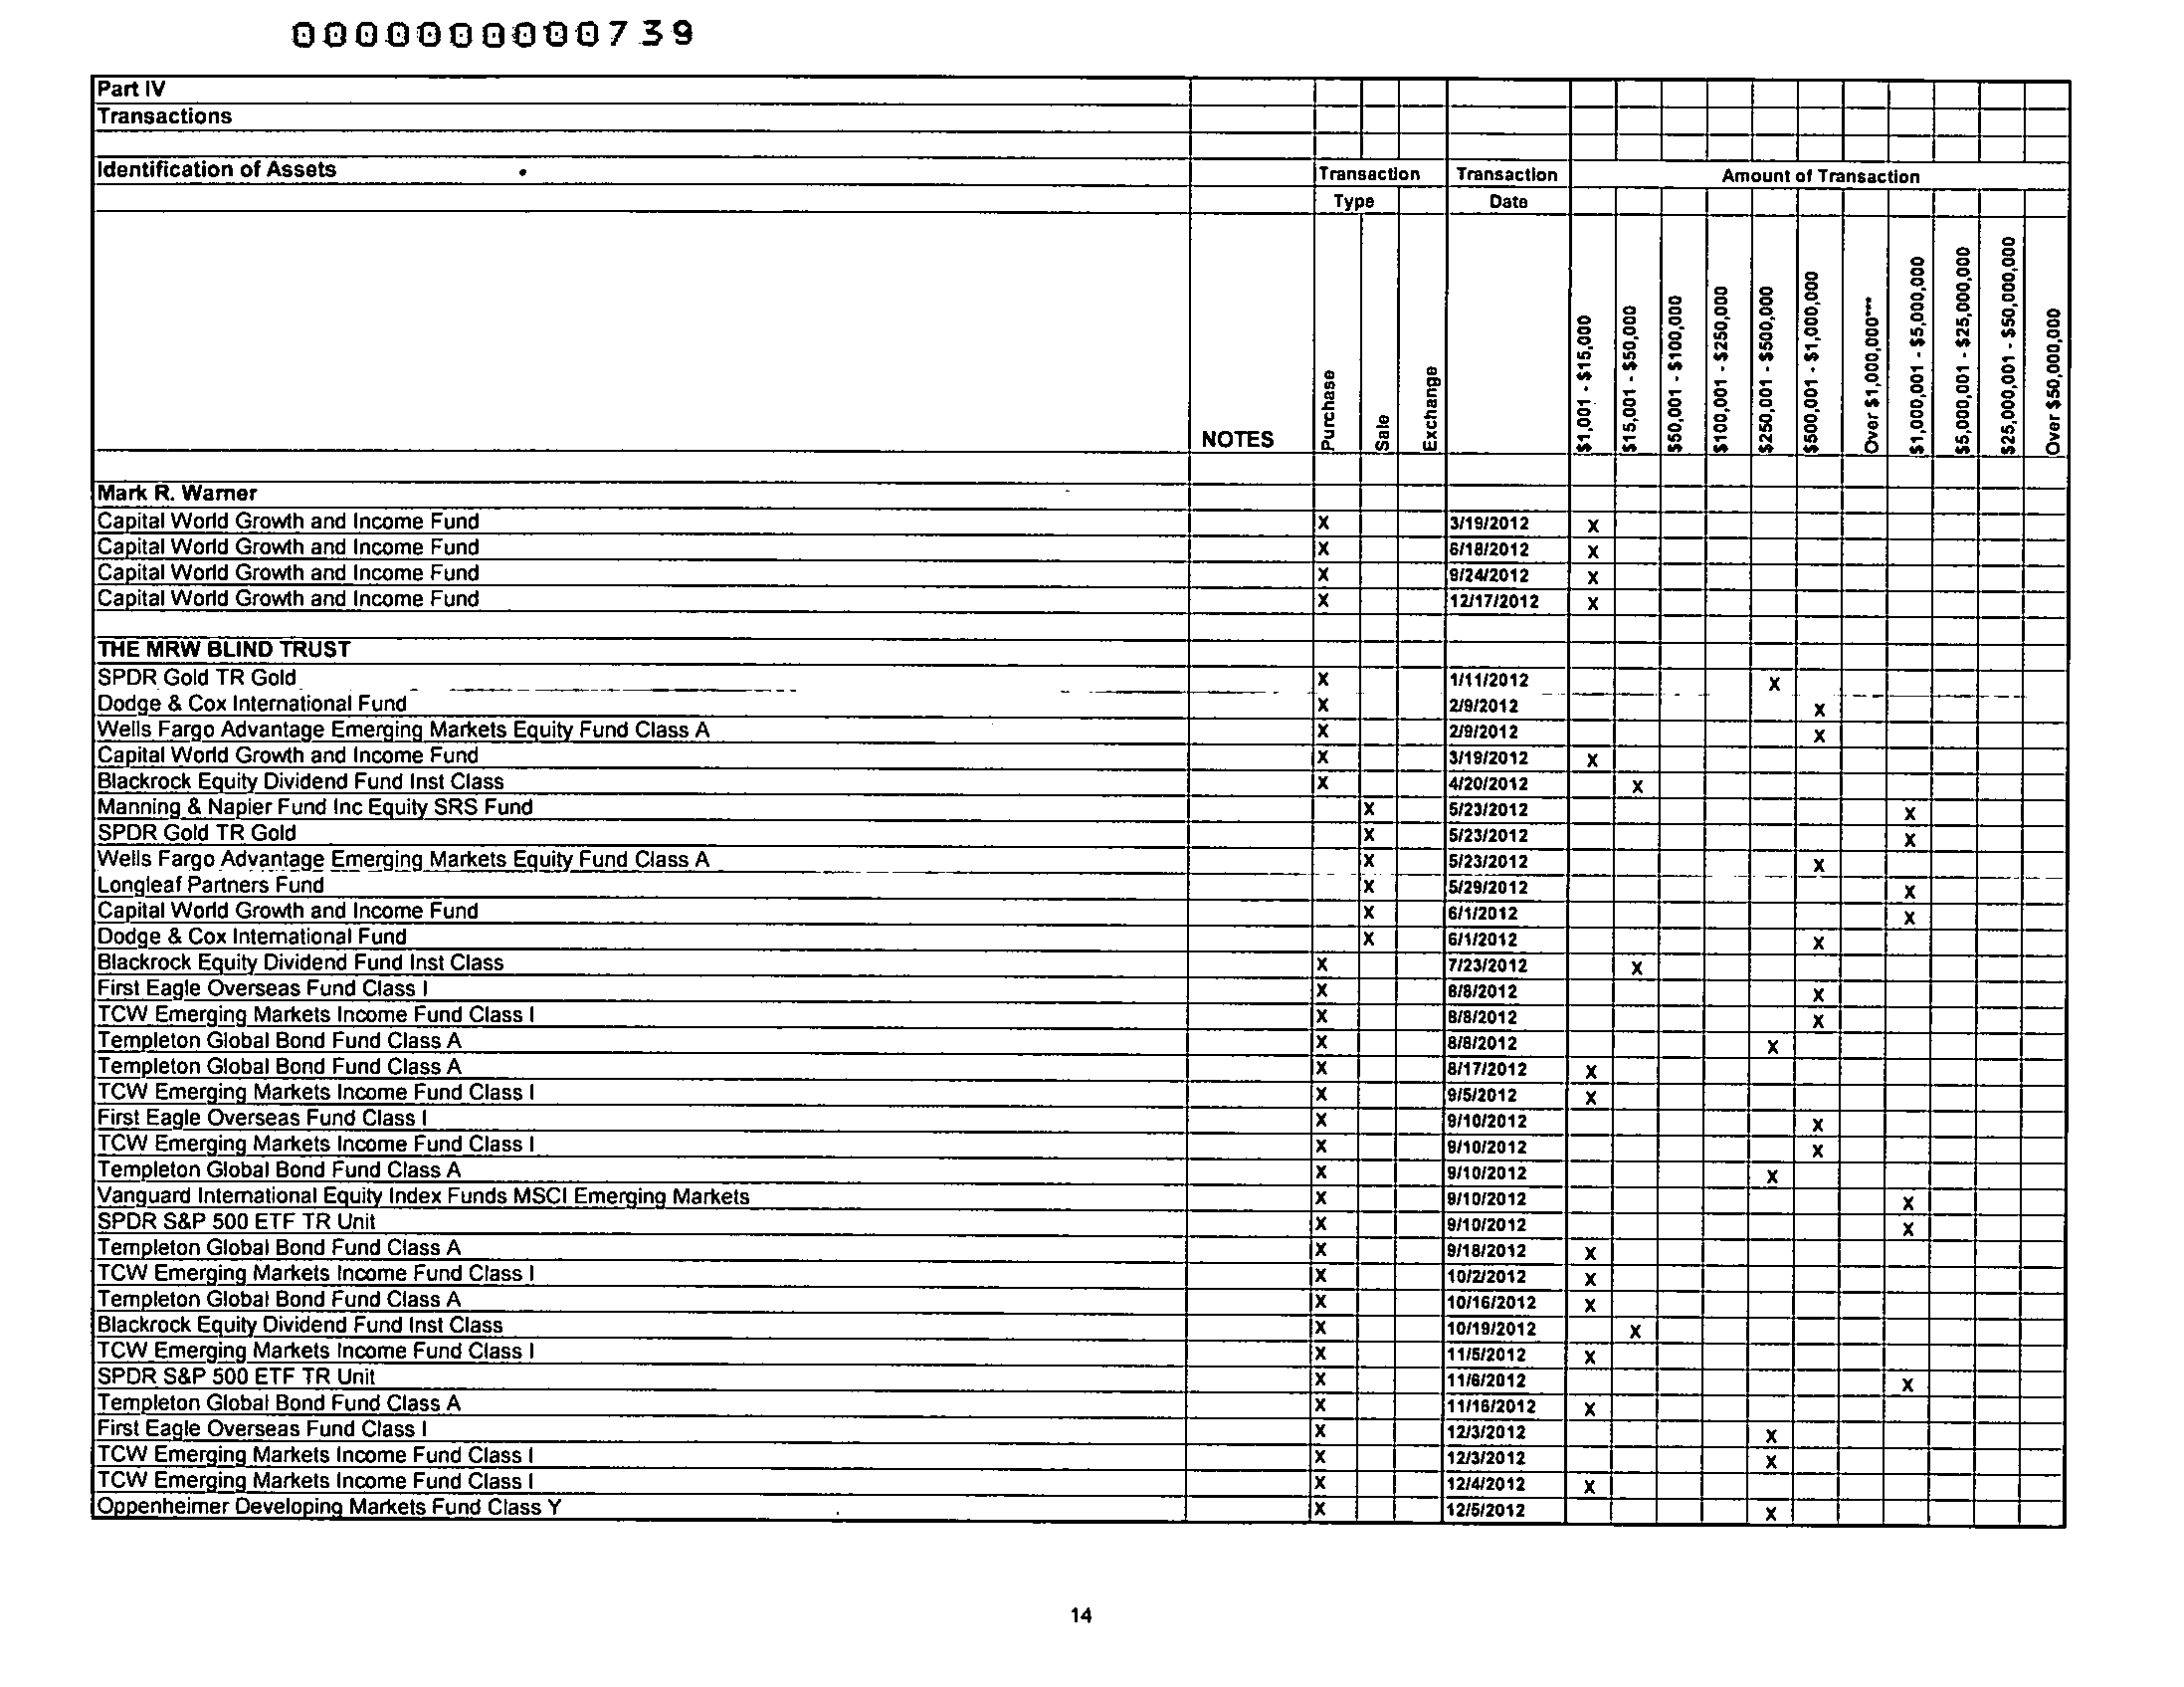 0000000000739
Part IV
Transactions
Identification of Assets Transaction Transaction Amount of Transaction
Type Date
NOTES Purchase Sale Exchange $1,001 - $15,000 $15,001 - $50,000 $50,001 - $100,000 $100,001 - $250,000 $250,001 - $500,000 $500,001 - $1,000,000 Over $1,000,000*** $1,000,001 - $5,000,000 $5,000,001 - $25,000,000 $25,000,001 - $50,000,000 Over $50,000,000
Mark R. Warner
Capital World Growth and Income Fund X 3/19/2012 X
Capital World Growth and Income Fund X 6/18/2012 X
Capital World Growth and Income Fund X 9/24/2012 X
Capital World Growth and Income Fund X 12/17/2012 X
THE MRW BLIND TRUST
SPDR Gold TR Gold X 1/11/2012 X
Dodge & Cox International Fund X 2/9/2012 X
Wells Fargo Advantage Emerging Markets Equity Fund Class A X 2/9/2012 X
Capital World Growth and Income Fund X 3/19/2012 X
Blackrock Equity Dividend Fund Inst Class X 4/20/2012 X
Manning & Napier Fund Inc Equity SRS Fund X 5/23/2012 X
SPDR Gold TR Gold X 5/23/2012 X
Wells Fargo Advantage Emerging Markets Equity Fund Class A X 5/23/2012 X
Longleaf Partners Fund X 5/29/2012 X
Capital World Growth and Income Fund X 6/1/2012 X
Dodge & Cox International Fund X 6/1/2012 X
Blackrock Equity Dividend Fund Inst Class X 7/23/2012 X
First Eagle Overseas Fund Class I X 8/8/2012 X
TCW Emerging Markets Income Fund Class I X 8/8/2012 X
Templeton Global Bond Fund Class A X 8/8/2012 X
Templeton Global Bond Fund Class A X 8/17/2012 X
TCW Emerging Markets Income Fund Class I X 9/5/2012 X
First Eagle Overseas Fund Class I X 9/10/2012 X
TCW Emerging Markets Income Fund Class I X 9/10/2012 X
Templeton Global Bond Fund Class A X 9/10/2012 X
Vanguard International Equity Index Funds MSCI Emerging Markets X 9/10/2012 X
SPDR S&P 500 ETF TR Unit X 9/10/2012 X
Templeton Global Bond Fund Class A X 9/18/2012 X
TCW Emerging Markets Income Fund Class I X 10/2/2012 X
Templeton Global Bond Fund Class A X 10/16/2012 X
Blackrock Equity Dividend Fund Inst Class X 10/19/2012 X
TCW Emerging Markets Income Fund Class I X 11/5/2012 X
SPDR S&P 500 ETF TR Unit X 11/6/2012 X
Templeton Global Bond Fund Class A X 11/16/2012 X
First Eagle Overseas Fund Class I X 12/3/2012 X
TCW Emerging Markets Income Fund Class I X 12/3/2012 X
TCW Emerging Markets Income Fund Class I X 12/4/2012 X
Oppenheimer Developing Markets Fund Class Y X 12/5/2012 X
14